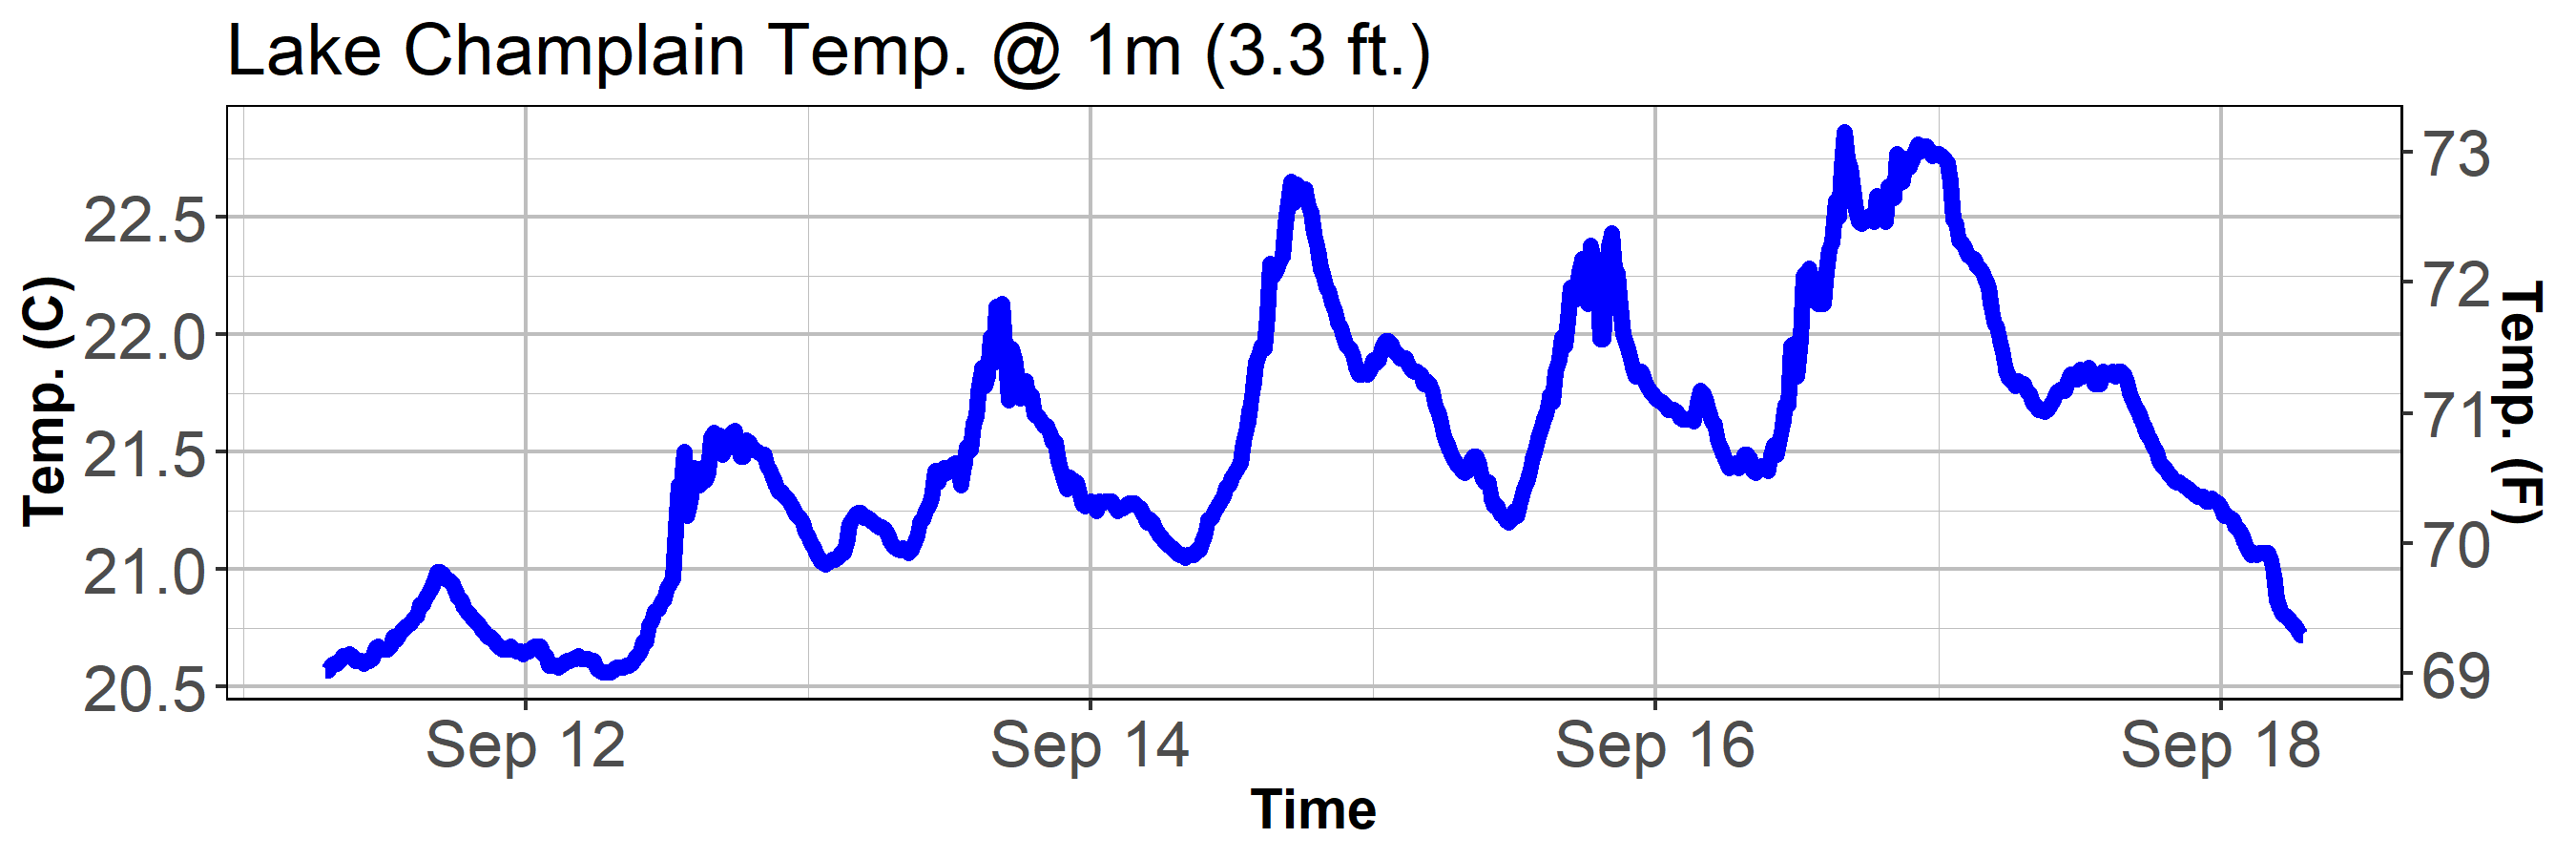 Lake Champlain Temp. @ 1m (3.3 ft.)
Temp. (C)
22.5
22.0
21.5
21.0
20.5
73
72
71
70
69
Temp. (F)
Sep 12 Sep 14 Sep 16 Sep 18
Time